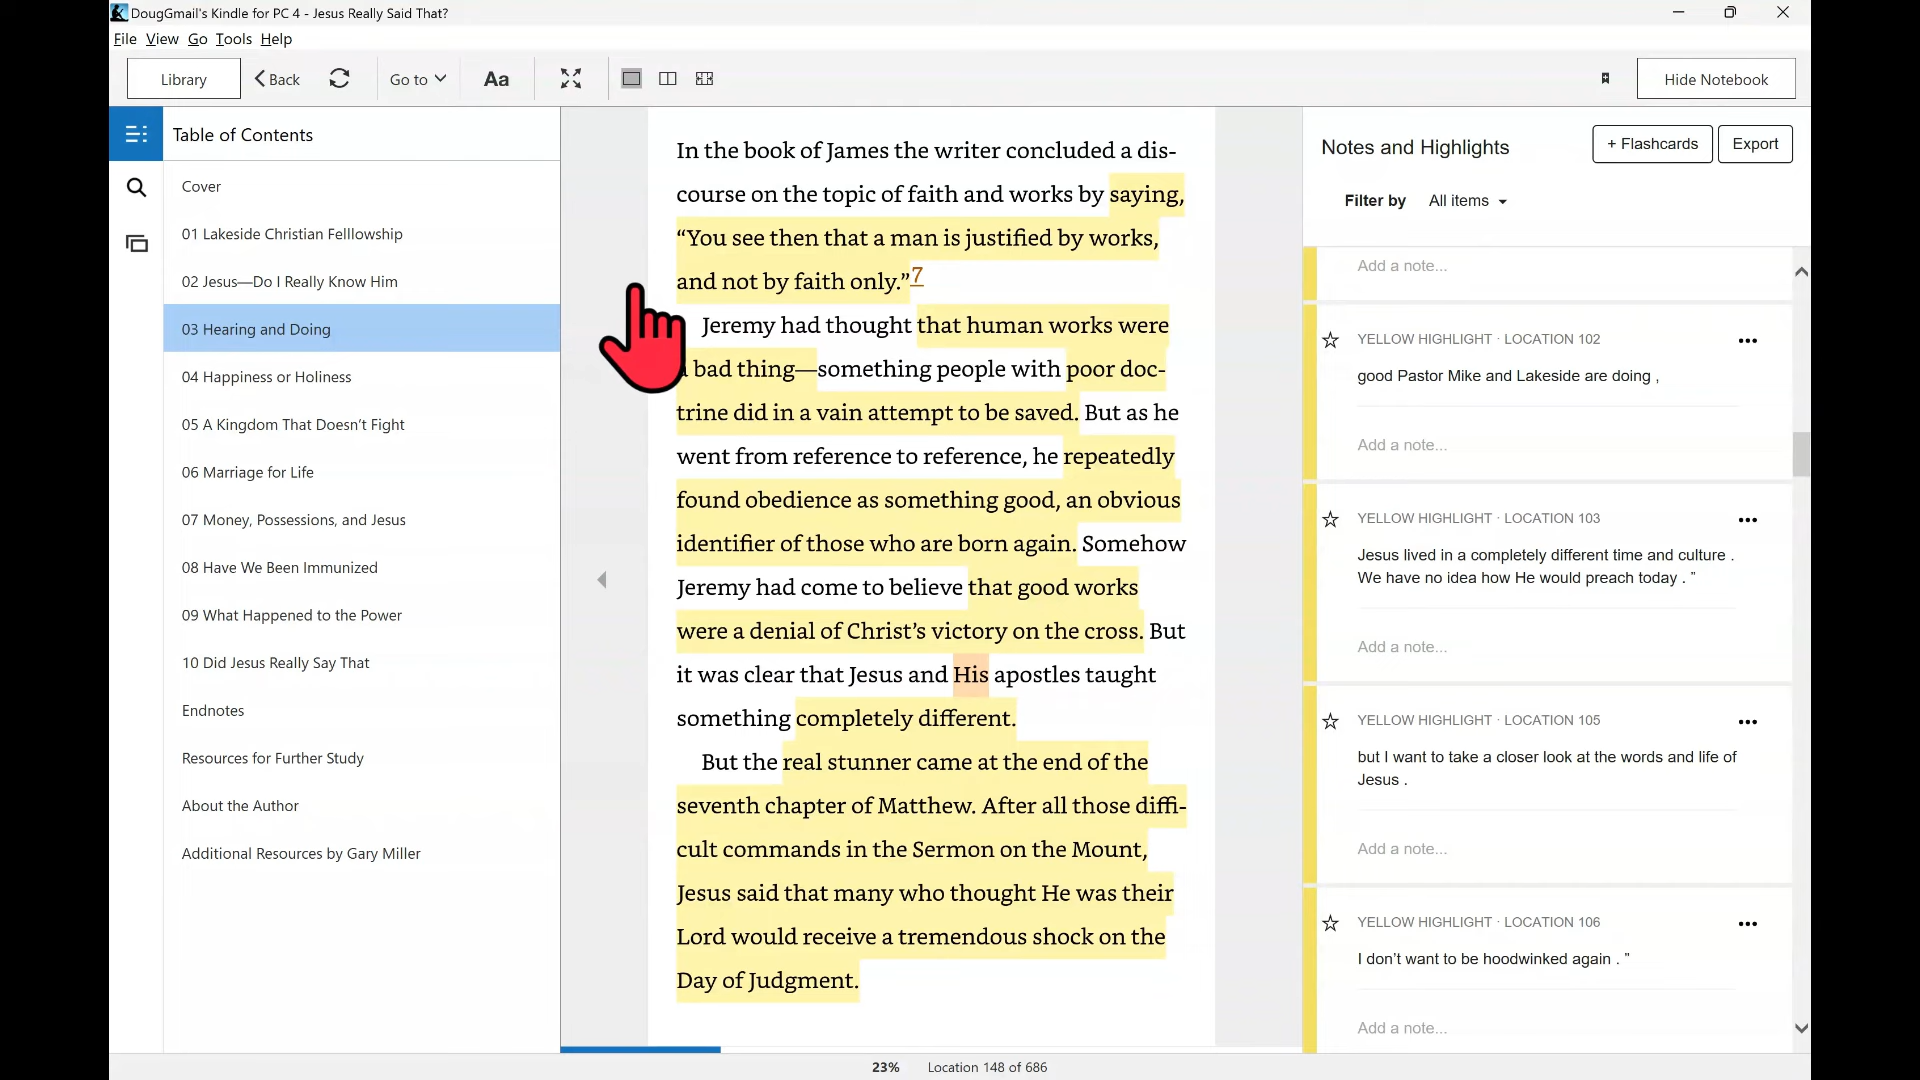 DougGmail's Kindle for PC 4 - Jesus Really Said That?
File View Go Tools Help
Library
Back
Go to
Aa
Hide Notebook
Table of Contents
Cover
01 Lakeside Christian Felllowship
02 Jesus—Do I Really Know Him
03 Hearing and Doing
04 Happiness or Holiness
05 A Kingdom That Doesn't Fight
06 Marriage for Life
07 Money, Possessions, and Jesus
08 Have We Been Immunized
09 What Happened to the Power
10 Did Jesus Really Say That
Endnotes
Resources for Further Study
About the Author
Additional Resources by Gary Miller
In the book of James the writer concluded a dis-
course on the topic of faith and works by saying,
“You see then that a man is justified by works,
and not by faith only.”7
Jeremy had thought that human works were
bad thing—something people with poor doc-
trine did in a vain attempt to be saved. But as he
went from reference to reference, he repeatedly
found obedience as something good, an obvious
identifier of those who are born again. Somehow
Jeremy had come to believe that good works
were a denial of Christ’s victory on the cross. But
it was clear that Jesus and His apostles taught
something completely different.
But the real stunner came at the end of the
seventh chapter of Matthew. After all those diffi-
cult commands in the Sermon on the Mount,
Jesus said that many who thought He was their
Lord would receive a tremendous shock on the
Day of Judgment.
Notes and Highlights
+ Flashcards
Export
Filter by All items
Add a note...
YELLOW HIGHLIGHT · LOCATION 102
good Pastor Mike and Lakeside are doing ,
Add a note...
YELLOW HIGHLIGHT · LOCATION 103
Jesus lived in a completely different time and culture .
We have no idea how He would preach today . ”
Add a note...
YELLOW HIGHLIGHT · LOCATION 105
but I want to take a closer look at the words and life of
Jesus .
Add a note...
YELLOW HIGHLIGHT · LOCATION 106
I don’t want to be hoodwinked again . ”
Add a note...
23% Location 148 of 686